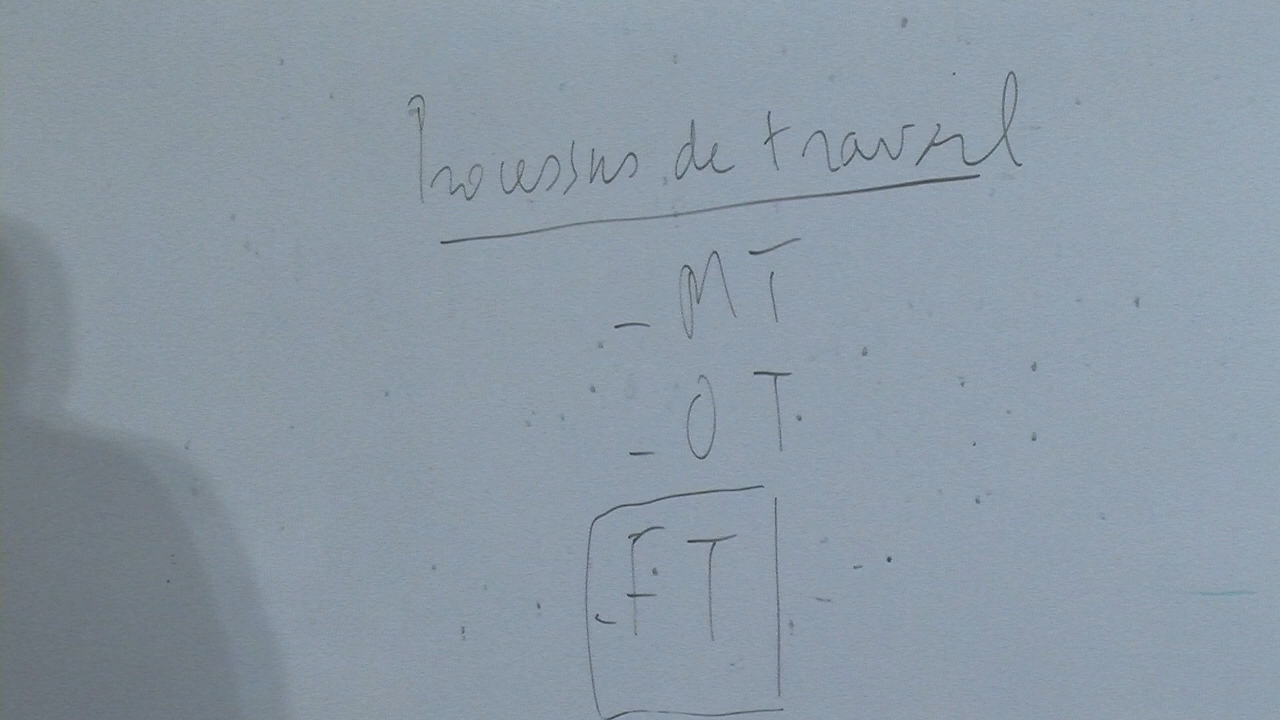 Processus de travail
- MT
- OT
- FT